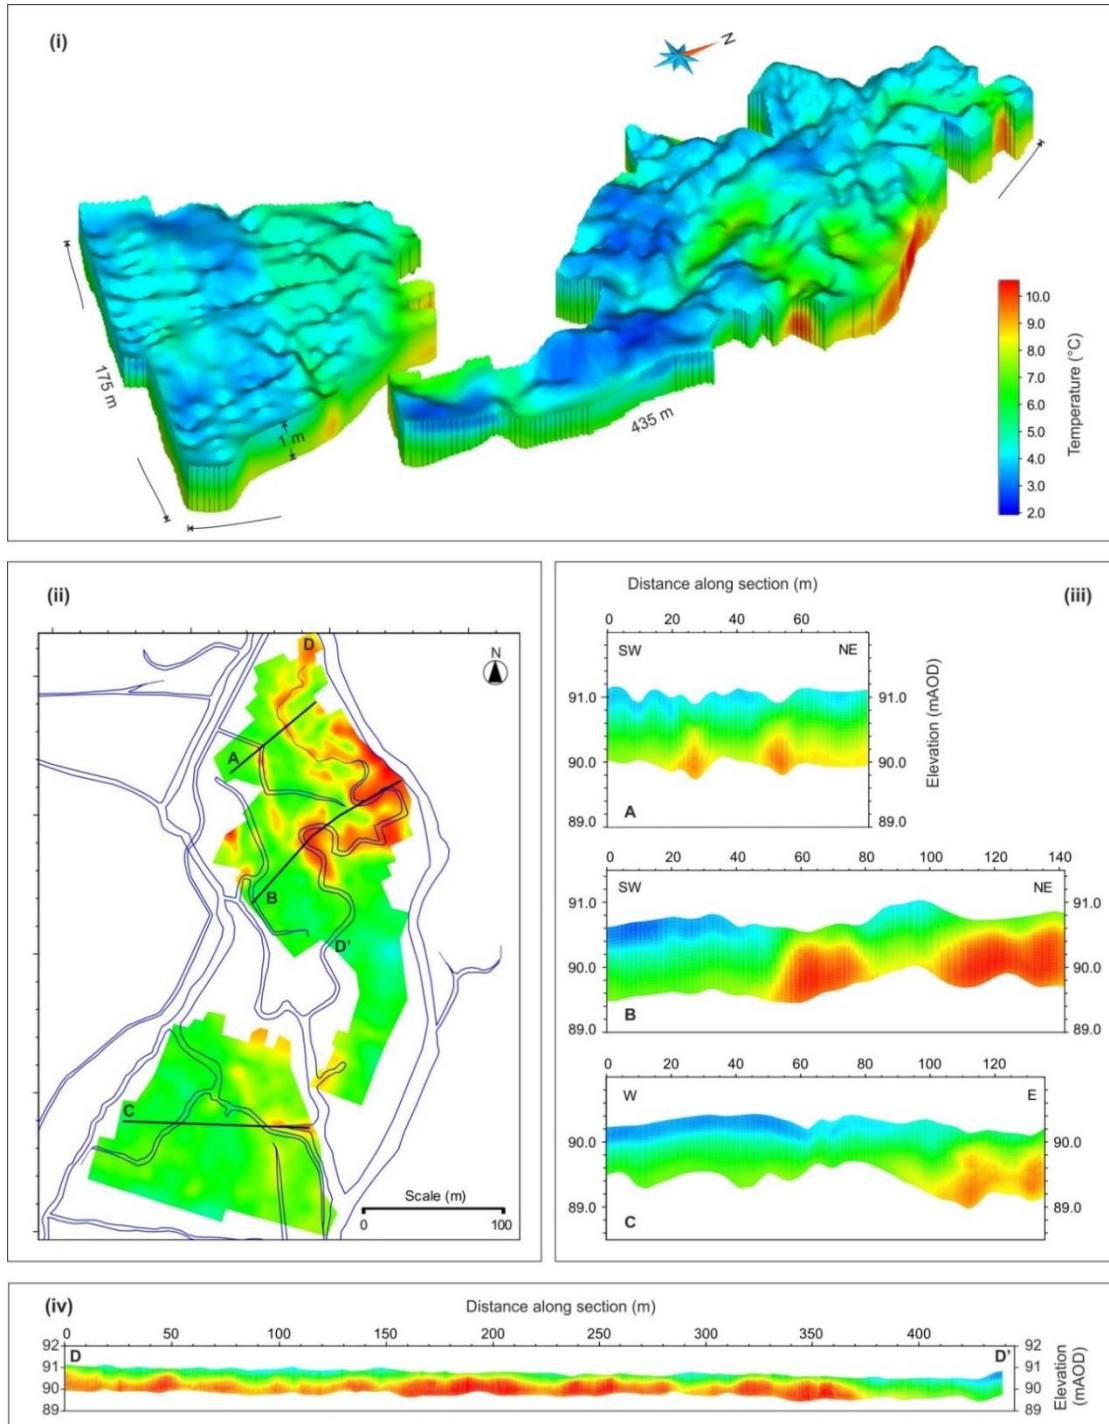 (i)
N
175 m
1 m
435 m
10.0
9.0
8.0
7.0
6.0
5.0
4.0
3.0
2.0
Temperature (°C)
(ii)
D
N
A
B
D'
C
Scale (m)
0 100
Distance along section (m)
(iii)
0 20 40 60
SW NE
91.0 91.0
90.0 90.0
89.0 89.0
A
Elevation (mAOD)
0 20 40 60 80 100 120 140
SW NE
91.0 91.0
90.0 90.0
89.0 89.0
B
0 20 40 60 80 100 120
W E
90.0 90.0
89.0 89.0
C
(iv)
Distance along section (m)
0 50 100 150 200 250 300 350 400
92 D D' 92
91 91
90 90
89 89
Elevation
(mAOD)